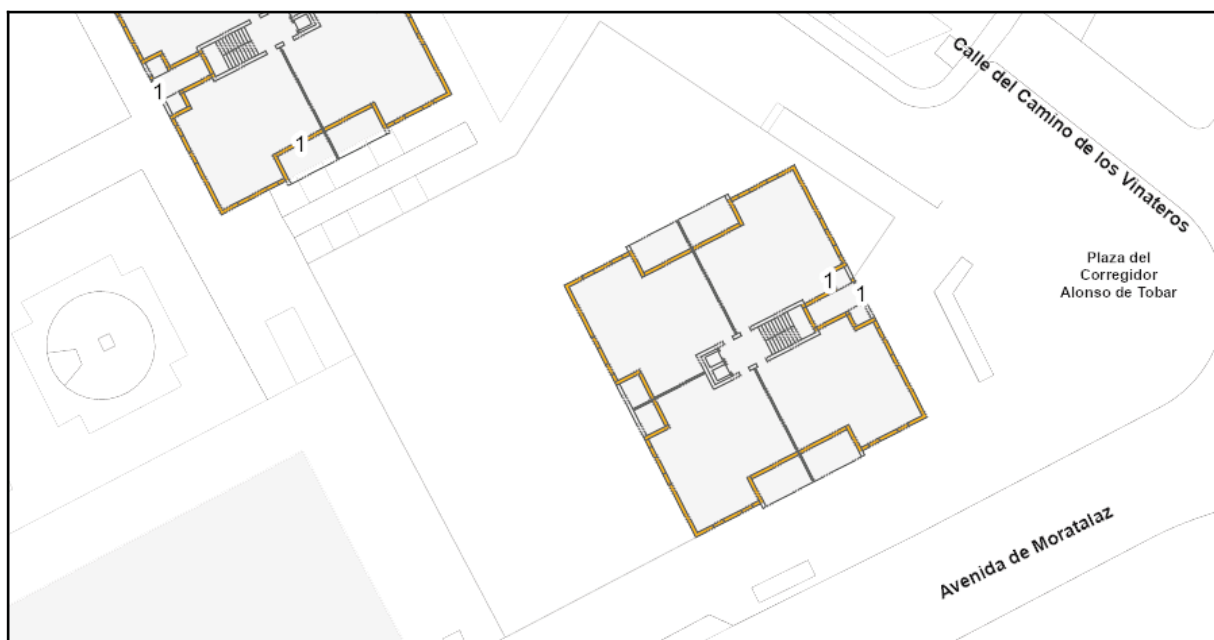 Calle del Camino de los Vinateros
1
1
Plaza del
Corregidor
Alonso de Tobar
1
1
Avenida de Moratalaz